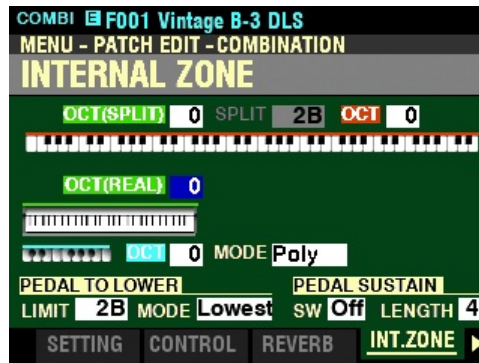 COMBI E F001 Vintage B-3 DLS
MENU - PATCH EDIT - COMBINATION
INTERNAL ZONE
OCT(SPLIT) 0 SPLIT 2B OCT 0
OCT(REAL) 0
OCT 0 MODE Poly
PEDAL TO LOWER PEDAL SUSTAIN
LIMIT 2B MODE Lowest SW Off LENGTH 4
SETTING CONTROL REVERB INT.ZONE